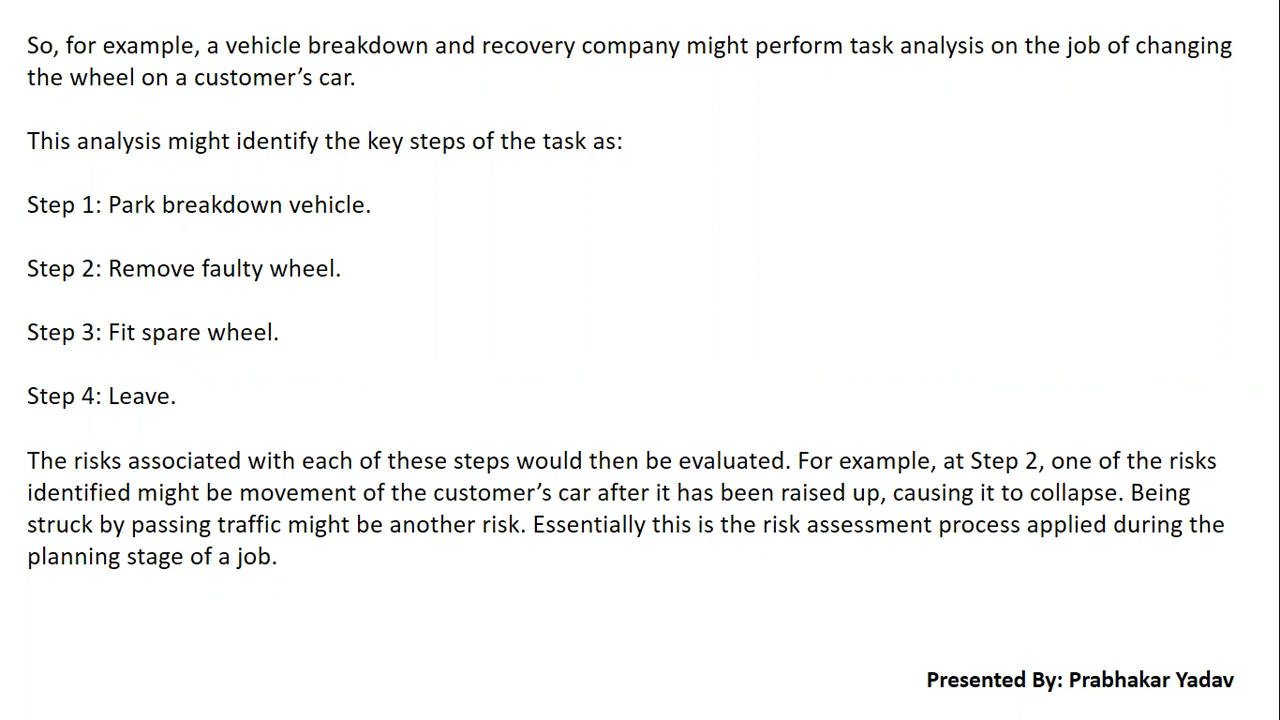 So, for example, a vehicle breakdown and recovery company might perform task analysis on the job of changing
the wheel on a customer’s car.
This analysis might identify the key steps of the task as:
Step 1: Park breakdown vehicle.
Step 2: Remove faulty wheel.
Step 3: Fit spare wheel.
Step 4: Leave.
The risks associated with each of these steps would then be evaluated. For example, at Step 2, one of the risks
identified might be movement of the customer’s car after it has been raised up, causing it to collapse. Being
struck by passing traffic might be another risk. Essentially this is the risk assessment process applied during the
planning stage of a job.
Presented By: Prabhakar Yadav